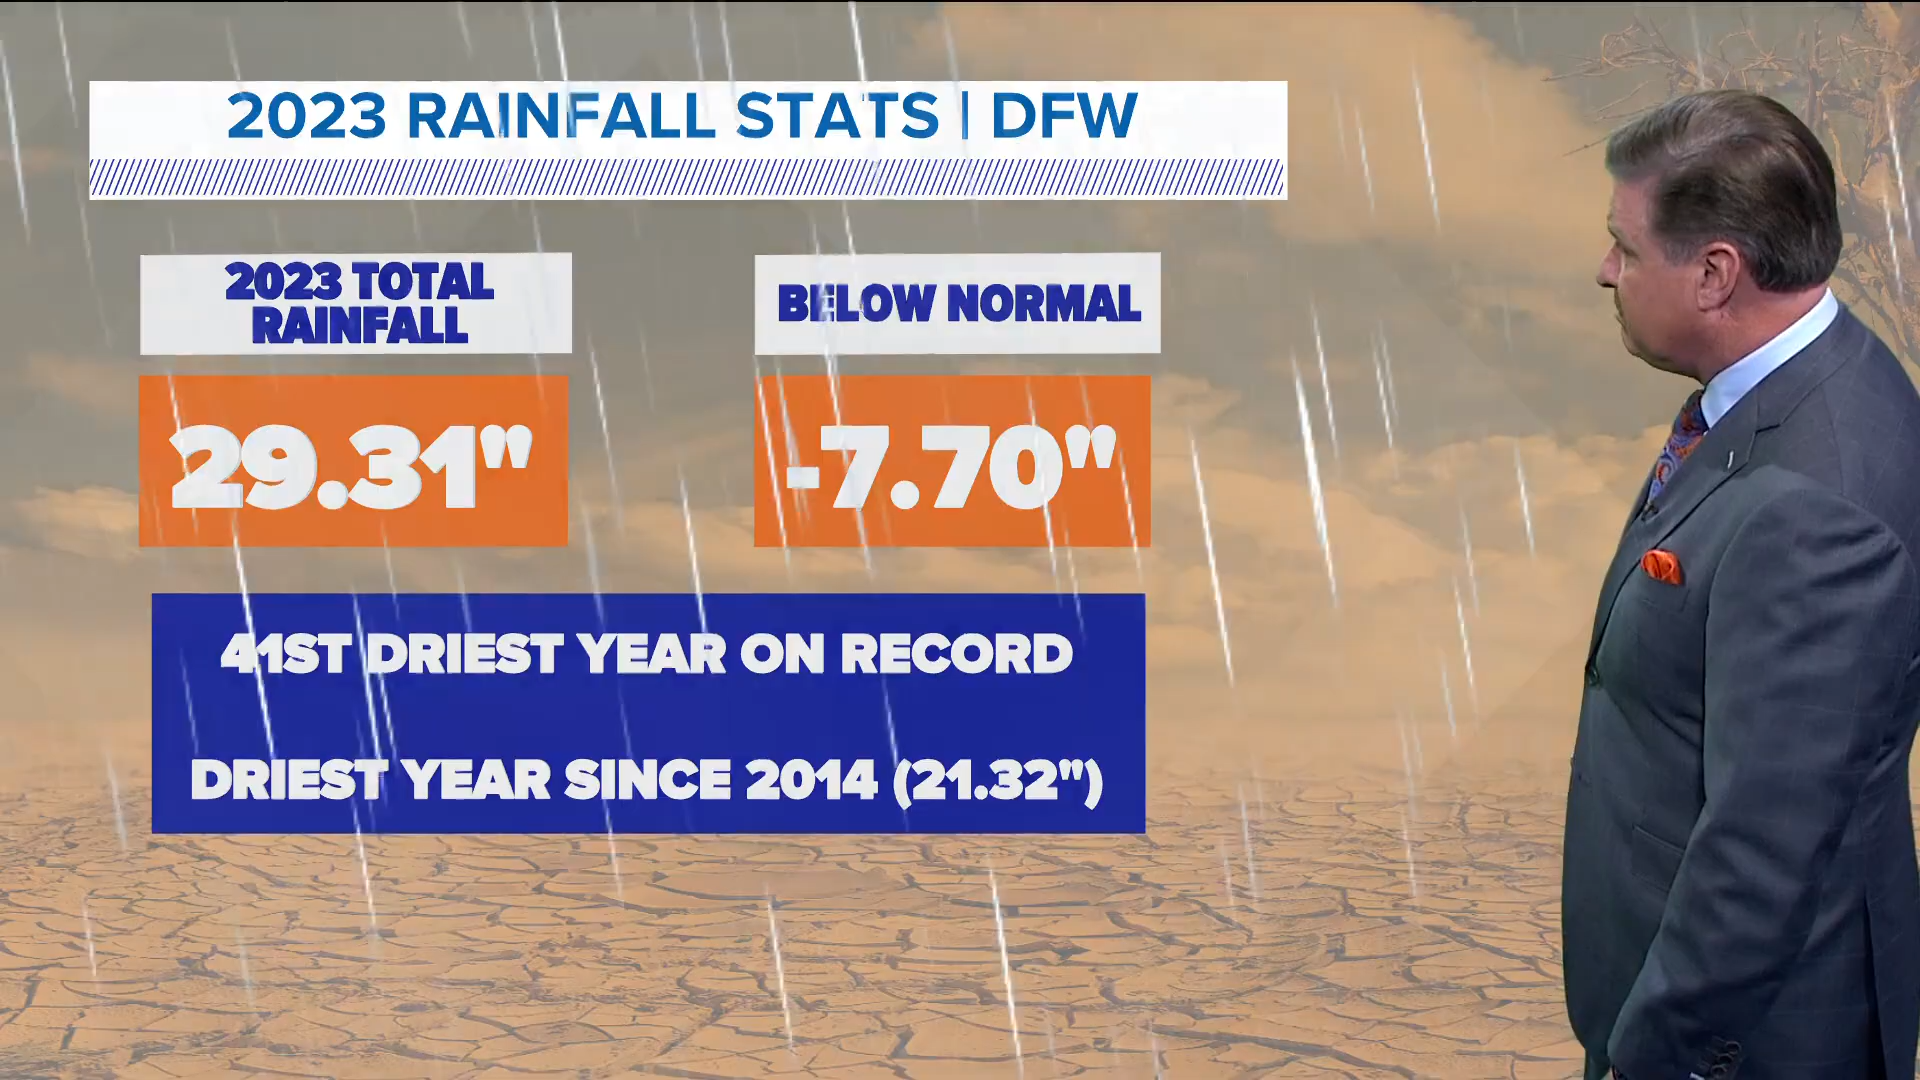 2023 RAINFALL STATS | DFW
2023 TOTAL
RAINFALL
BELOW NORMAL
29.31"
-7.70"
41ST DRIEST YEAR ON RECORD
DRIEST YEAR SINCE 2014 (21.32")